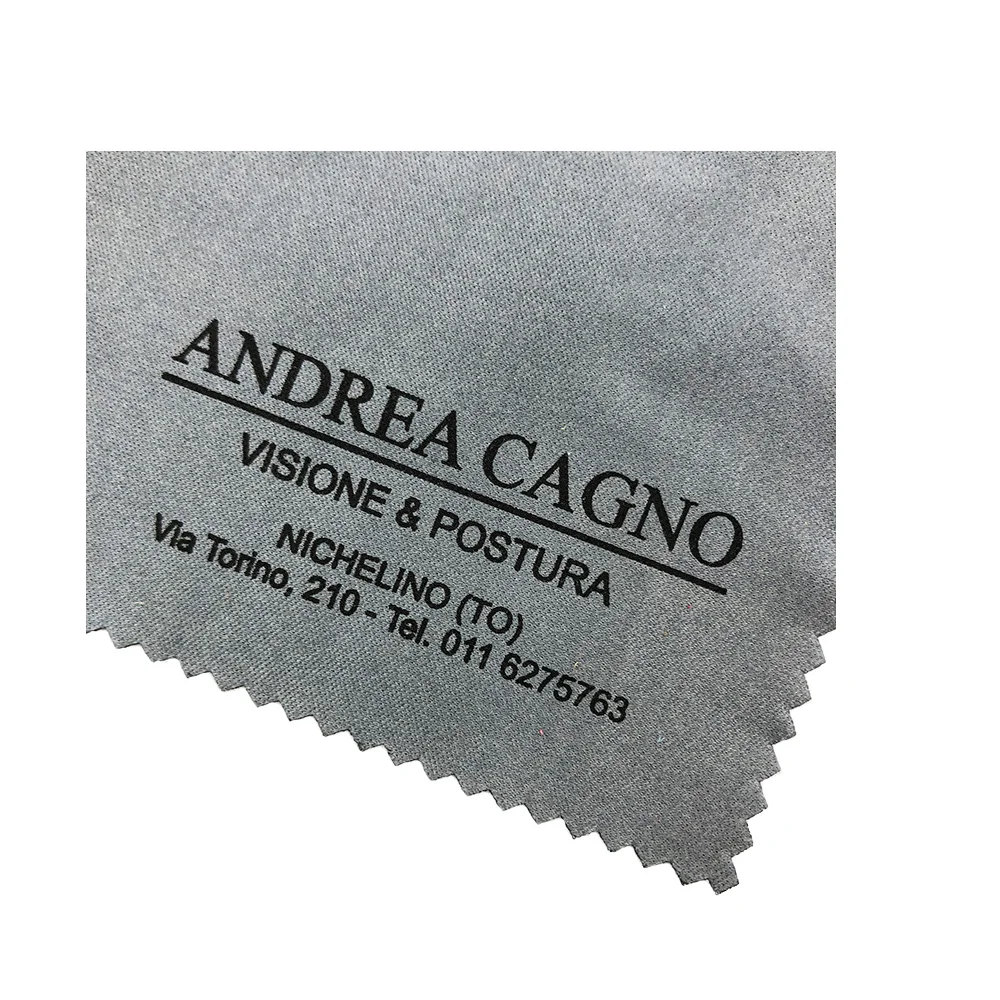 ANDREA CAGNO
VISIONE & POSTURA
NICHELINO (TO)
Via Torino, 210 - Tel. 011 6275763